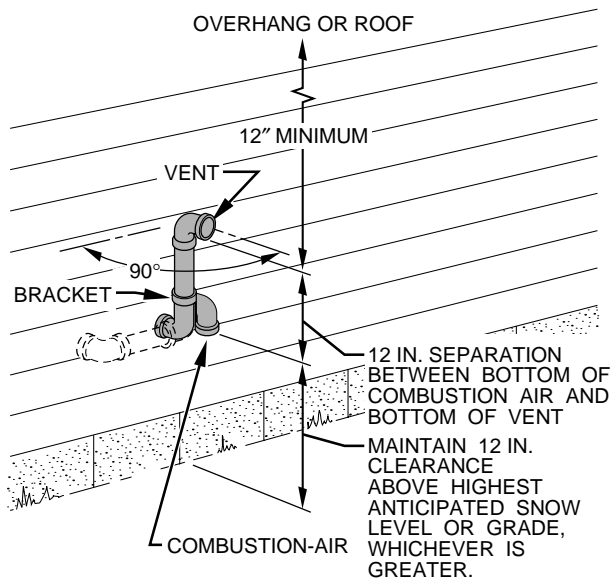 OVERHANG OR ROOF
12″ MINIMUM
VENT
90°
BRACKET
12 IN. SEPARATION
BETWEEN BOTTOM OF
COMBUSTION AIR AND
BOTTOM OF VENT
MAINTAIN 12 IN.
CLEARANCE
ABOVE HIGHEST
ANTICIPATED SNOW
LEVEL OR GRADE,
WHICHEVER IS
GREATER.
COMBUSTION-AIR